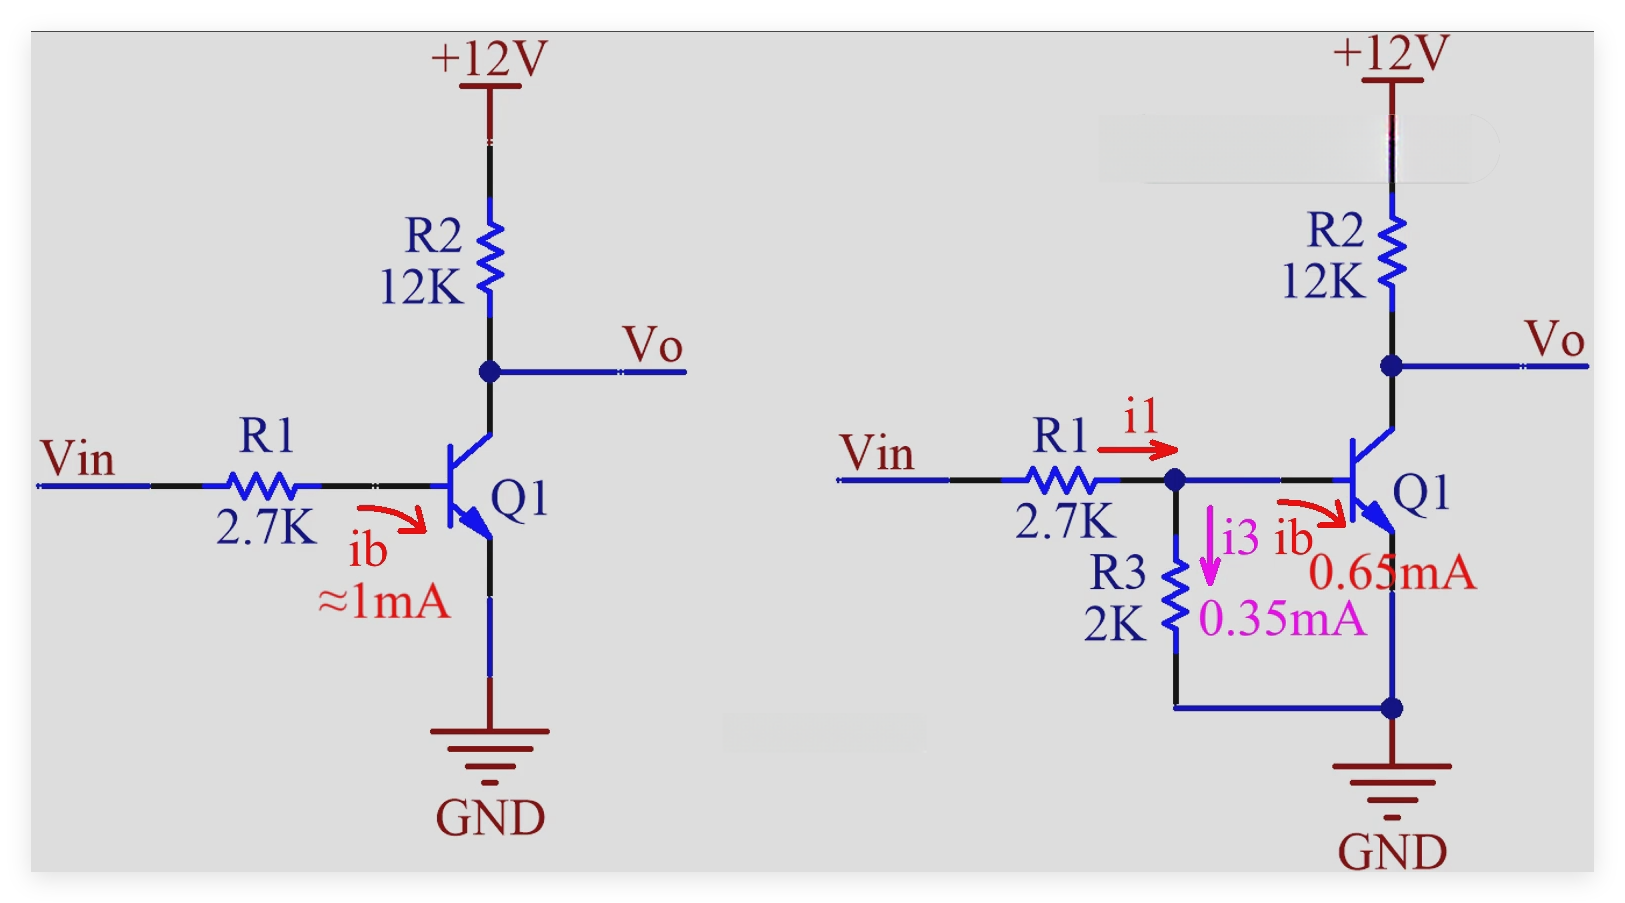 +12V
R2
12K
Vo
Vin
R1
2.7K
Q1
ib
≈1mA
GND
+12V
R2
12K
Vo
Vin
R1
i1
2.7K
Q1
i3
ib
R3
2K
0.65mA
0.35mA
GND